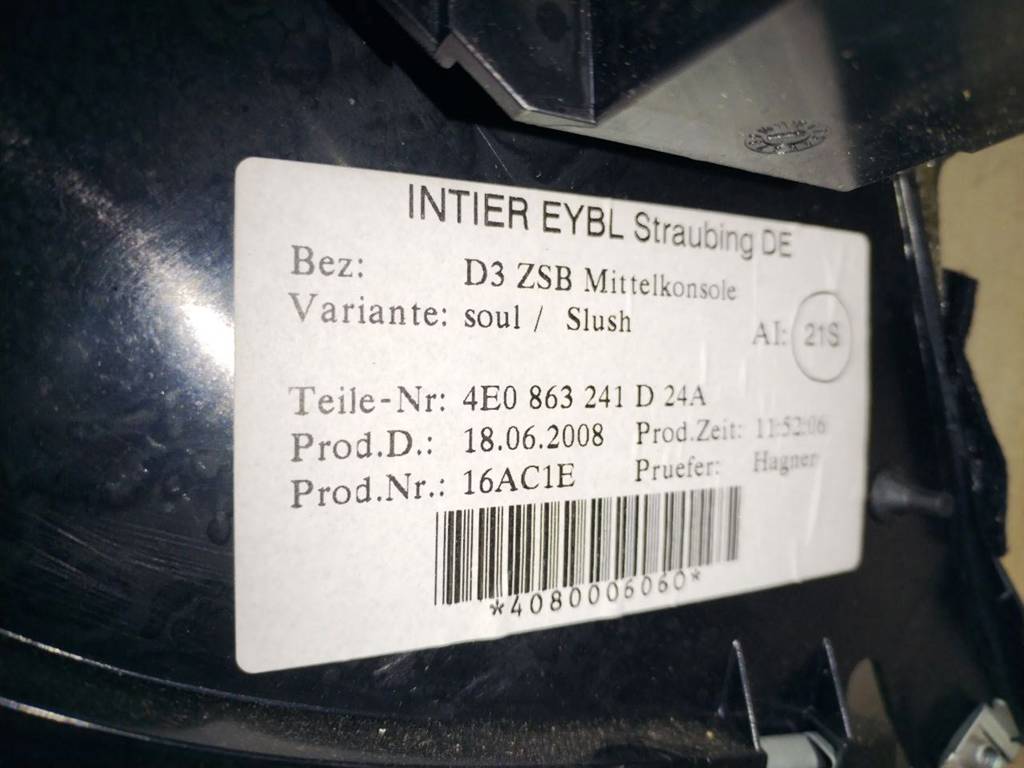 INTIER EYBL Straubing DE
Bez: D3 ZSB Mittelkonsole
Variante: soul / Slush
AI: 21S
Teile-Nr: 4E0 863 241 D 24A
Prod.D.: 18.06.2008 Prod.Zeit: 11:52:06
Prod.Nr.: 16AC1E Pruefer: Hagner
*4080006060*